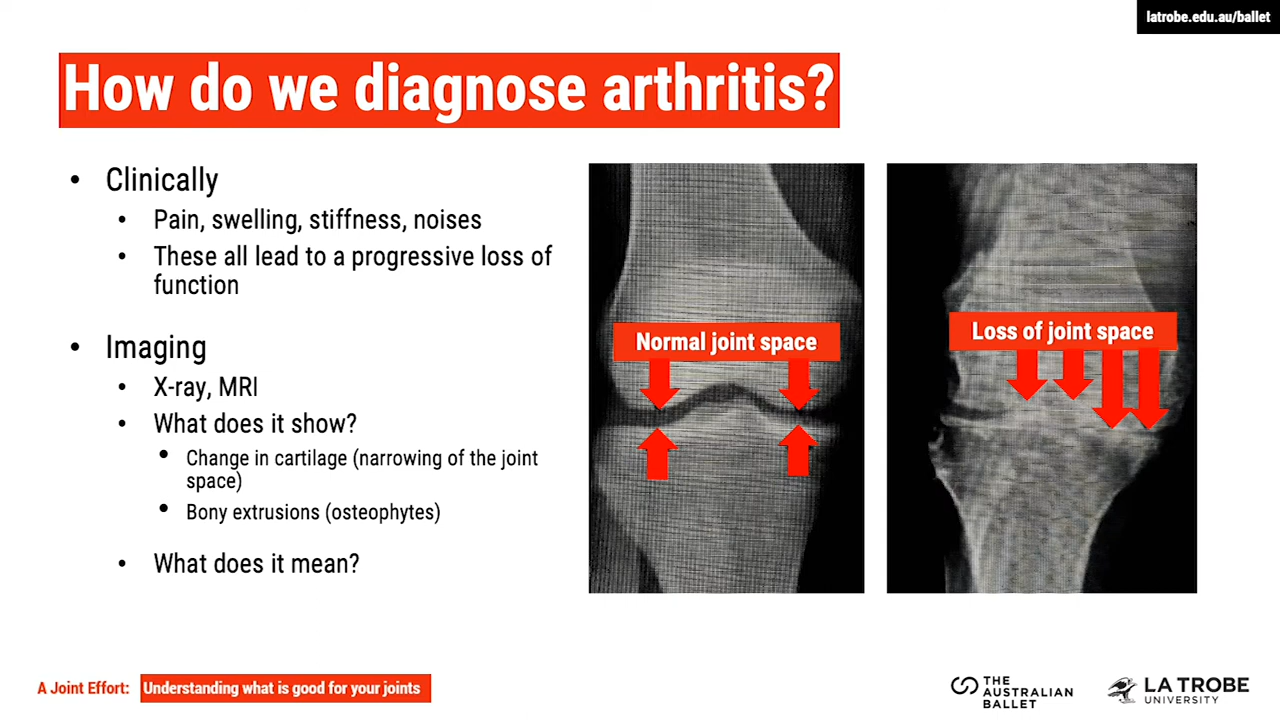 latrobe.edu.au/ballet
How do we diagnose arthritis?
• Clinically
• Pain, swelling, stiffness, noises
• These all lead to a progressive loss of
function
• Imaging
• X-ray, MRI
• What does it show?
• Change in cartilage (narrowing of the joint
space)
• Bony extrusions (osteophytes)
• What does it mean?
Normal joint space
Loss of joint space
A Joint Effort: Understanding what is good for your joints
THE
AUSTRALIAN
BALLET
LA TROBE
UNIVERSITY